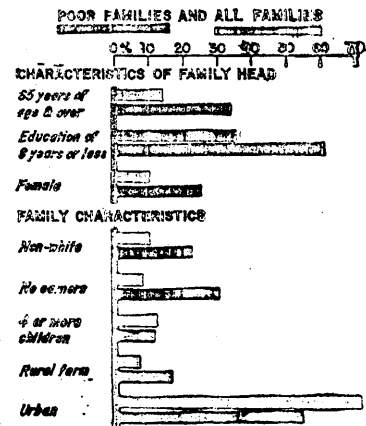 POOR FAMILIES AND ALL FAMILIES
0% 10 20 30 40 50 60 70
CHARACTERISTICS OF FAMILY HEAD
65 years of
age & over
Education of
8 years or less
Female
FAMILY CHARACTERISTICS
Non-white
No earners
4 or more
children
Rural farm
Urban